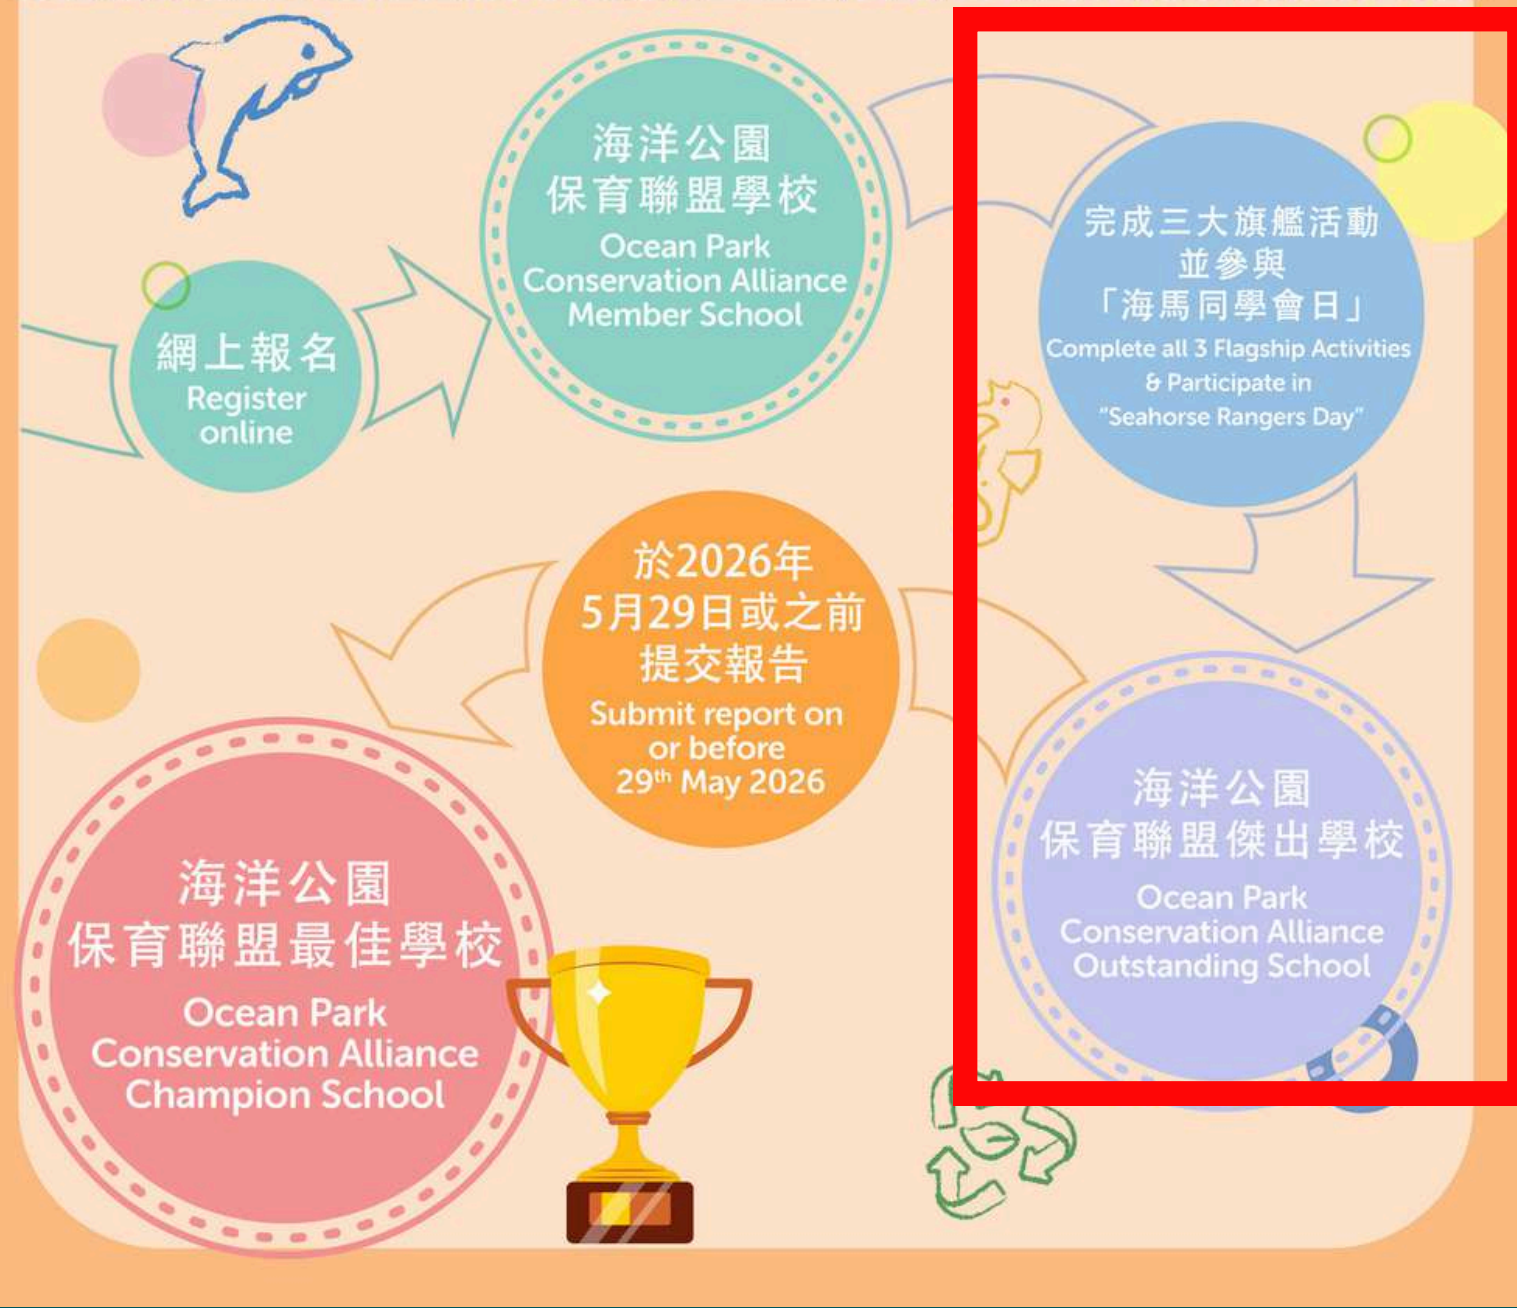 網上報名
Register
online
海洋公園
保育聯盟學校
Ocean Park
Conservation Alliance
Member School
完成三大旗艦活動
並參與
「海馬同學會日」
Complete all 3 Flagship Activities
& Participate in
“Seahorse Rangers Day”
海洋公園
保育聯盟傑出學校
Ocean Park
Conservation Alliance
Outstanding School
於2026年
5月29日或之前
提交報告
Submit report on
or before
29th May 2026
海洋公園
保育聯盟最佳學校
Ocean Park
Conservation Alliance
Champion School